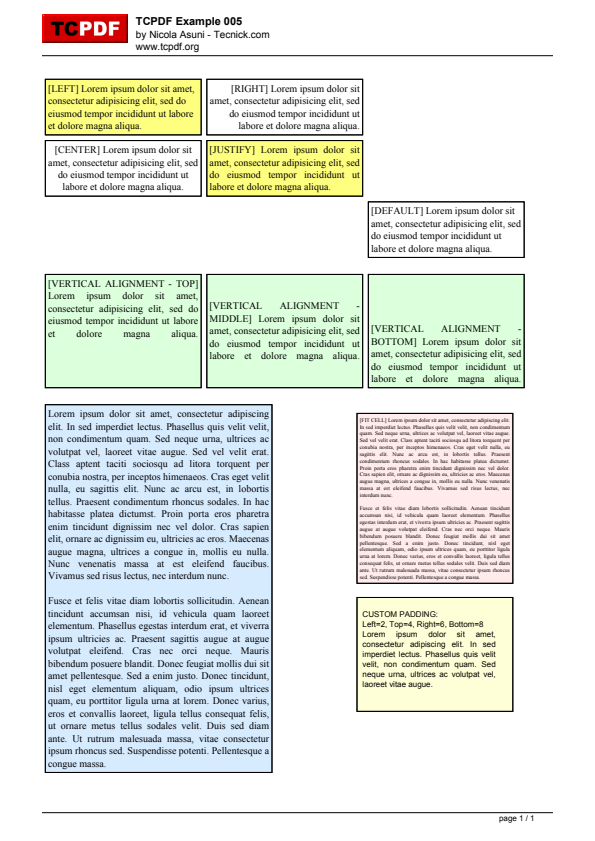 TCPDF
TCPDF Example 005
by Nicola Asuni - Tecnick.com
www.tcpdf.org
[LEFT] Lorem ipsum dolor sit amet,
consectetur adipisicing elit, sed do
eiusmod tempor incididunt ut labore
et dolore magna aliqua.
[RIGHT] Lorem ipsum dolor sit
amet, consectetur adipisicing elit, sed
do eiusmod tempor incididunt ut
labore et dolore magna aliqua.
[CENTER] Lorem ipsum dolor sit
amet, consectetur adipisicing elit, sed
do eiusmod tempor incididunt ut
labore et dolore magna aliqua.
[JUSTIFY] Lorem ipsum dolor sit
amet, consectetur adipisicing elit, sed
do eiusmod tempor incididunt ut
labore et dolore magna aliqua.
[DEFAULT] Lorem ipsum dolor sit
amet, consectetur adipisicing elit, sed
do eiusmod tempor incididunt ut
labore et dolore magna aliqua.
[VERTICAL ALIGNMENT - TOP]
Lorem ipsum dolor sit amet,
consectetur adipisicing elit, sed do
eiusmod tempor incididunt ut labore
et dolore magna aliqua.
[VERTICAL ALIGNMENT -
MIDDLE] Lorem ipsum dolor sit
amet, consectetur adipisicing elit, sed
do eiusmod tempor incididunt ut
labore et dolore magna aliqua.
[VERTICAL ALIGNMENT -
BOTTOM] Lorem ipsum dolor sit
amet, consectetur adipisicing elit, sed
do eiusmod tempor incididunt ut
labore et dolore magna aliqua.
Lorem ipsum dolor sit amet, consectetur adipiscing
elit. In sed imperdiet lectus. Phasellus quis velit velit,
non condimentum quam. Sed neque urna, ultrices ac
volutpat vel, laoreet vitae augue. Sed vel velit erat.
Class aptent taciti sociosqu ad litora torquent per
conubia nostra, per inceptos himenaeos. Cras eget velit
nulla, eu sagittis elit. Nunc ac arcu est, in lobortis
tellus. Praesent condimentum rhoncus sodales. In hac
habitasse platea dictumst. Proin porta eros pharetra
enim tincidunt dignissim nec vel dolor. Cras sapien
elit, ornare ac dignissim eu, ultricies ac eros. Maecenas
augue magna, ultrices a congue in, mollis eu nulla.
Nunc venenatis massa at est eleifend faucibus.
Vivamus sed risus lectus, nec interdum nunc.
Fusce et felis vitae diam lobortis sollicitudin. Aenean
tincidunt accumsan nisi, id vehicula quam laoreet
elementum. Phasellus egestas interdum erat, et viverra
ipsum ultricies ac. Praesent sagittis augue at augue
volutpat eleifend. Cras nec orci neque. Mauris
bibendum posuere blandit. Donec feugiat mollis dui sit
amet pellentesque. Sed a enim justo. Donec tincidunt,
nisl eget elementum aliquam, odio ipsum ultrices
quam, eu porttitor ligula urna at lorem. Donec varius,
eros et convallis laoreet, ligula tellus consequat felis,
ut ornare metus tellus sodales velit. Duis sed diam
ante. Ut rutrum malesuada massa, vitae consectetur
ipsum rhoncus sed. Suspendisse potenti. Pellentesque a
congue massa.
[FIT CELL] Lorem ipsum dolor sit amet, consectetur adipiscing elit.
In sed imperdiet lectus. Phasellus quis velit velit, non condimentum
quam. Sed neque urna, ultrices ac volutpat vel, laoreet vitae augue.
Sed vel velit erat. Class aptent taciti sociosqu ad litora torquent per
conubia nostra, per inceptos himenaeos. Cras eget velit nulla, eu
sagittis elit. Nunc ac arcu est, in lobortis tellus. Praesent
condimentum rhoncus sodales. In hac habitasse platea dictumst.
Proin porta eros pharetra enim tincidunt dignissim nec vel dolor.
Cras sapien elit, ornare ac dignissim eu, ultricies ac eros. Maecenas
augue magna, ultrices a congue in, mollis eu nulla. Nunc venenatis
massa at est eleifend faucibus. Vivamus sed risus lectus, nec
interdum nunc.
Fusce et felis vitae diam lobortis sollicitudin. Aenean tincidunt
accumsan nisi, id vehicula quam laoreet elementum. Phasellus
egestas interdum erat, et viverra ipsum ultricies ac. Praesent sagittis
augue at augue volutpat eleifend. Cras nec orci neque. Mauris
bibendum posuere blandit. Donec feugiat mollis dui sit amet
pellentesque. Sed a enim justo. Donec tincidunt, nisl eget
elementum aliquam, odio ipsum ultrices quam, eu porttitor ligula
urna at lorem. Donec varius, eros et convallis laoreet, ligula tellus
consequat felis, ut ornare metus tellus sodales velit. Duis sed diam
ante. Ut rutrum malesuada massa, vitae consectetur ipsum rhoncus
sed. Suspendisse potenti. Pellentesque a congue massa.
CUSTOM PADDING:
Left=2, Top=4, Right=6, Bottom=8
Lorem ipsum dolor sit amet,
consectetur adipiscing elit. In sed
imperdiet lectus. Phasellus quis velit
velit, non condimentum quam. Sed
neque urna, ultrices ac volutpat vel,
laoreet vitae augue.
page 1 / 1